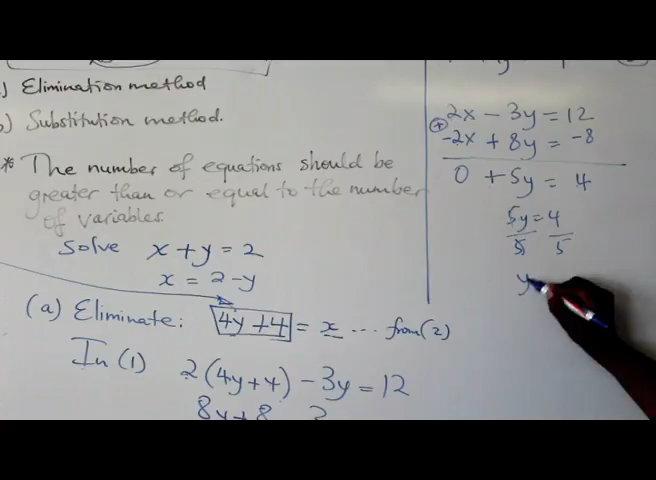 ) Elimination method
) Substitution method.
* The number of equations should be
greater than or equal to the number
of variables.
Solve x + y = 2
x = 2 - y
(a) Eliminate: 4y + 4 = x ... from (2)
In (1) 2(4y + 4) - 3y = 12
8y + 8
2x - 3y = 12
+ -2x + 8y = -8
0 + 5y = 4
5y = 4
5 5
y